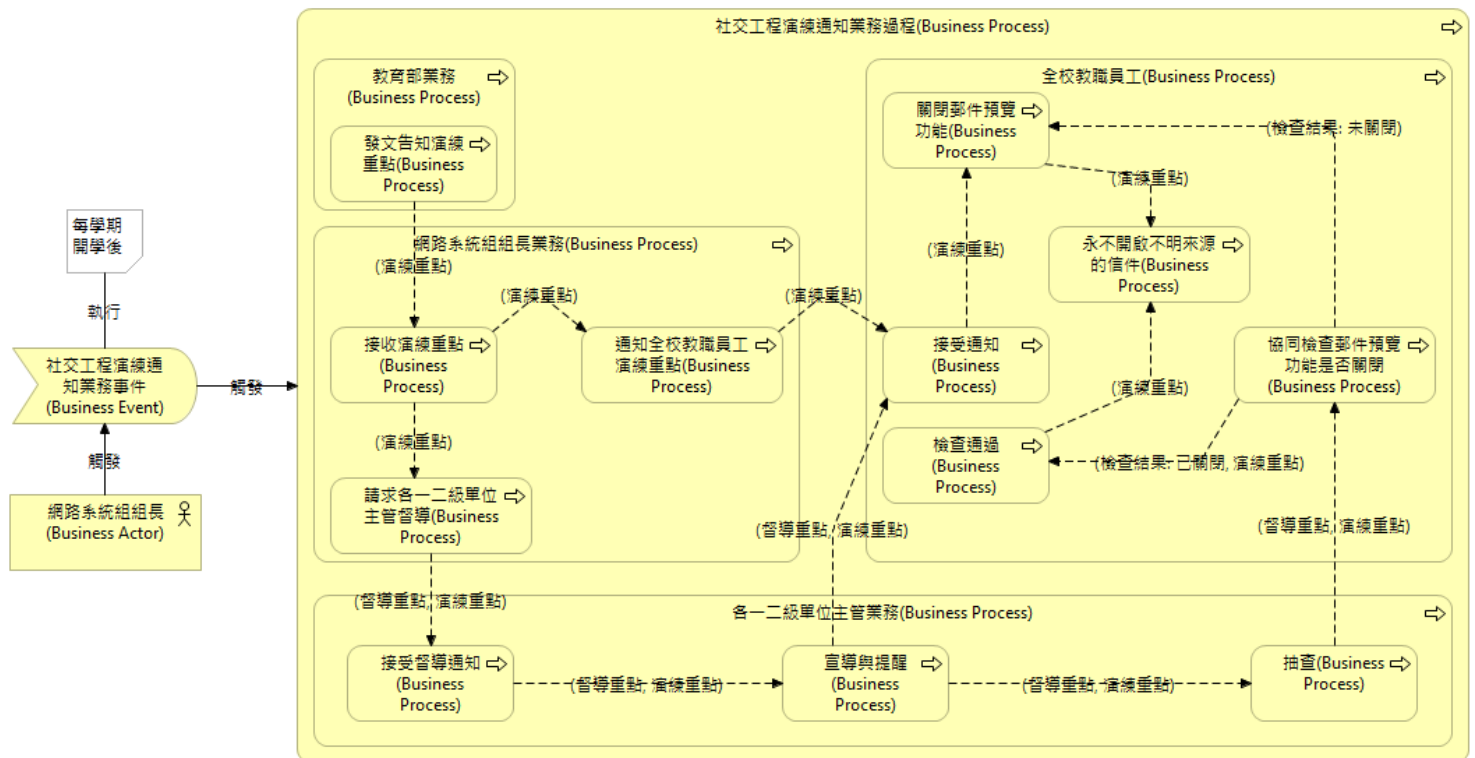 社交工程演練通知業務過程(Business Process)
教育部業務
(Business Process)
發文告知演練
重點(Business
Process)
(演練重點)
網路系統組組長業務(Business Process)
接收演練重點
(Business
Process)
(演練重點)
通知全校教職員工
演練重點(Business
Process)
(演練重點)
(演練重點)
請求各一二級單位
主管督導(Business
Process)
(督導重點, 演練重點)
全校教職員工(Business Process)
關閉郵件預覽
功能(Business
Process)
(檢查結果: 未關閉)
(演練重點)
(演練重點)
永不開啟不明來源
的信件(Business
Process)
接受通知
(Business
Process)
協同檢查郵件預覽
功能是否關閉
(Business Process)
(演練重點)
檢查通過
(Business
Process)
(檢查結果: 已關閉, 演練重點)
(督導重點, 演練重點)
(督導重點, 演練重點)
各一二級單位主管業務(Business Process)
接受督導通知
(Business
Process)
(督導重點, 演練重點)
宣導與提醒
(Business
Process)
(督導重點, 演練重點)
抽查(Business
Process)
每學期
開學後
執行
社交工程演練通
知業務事件
(Business Event)
觸發
觸發
網路系統組組長
(Business Actor)